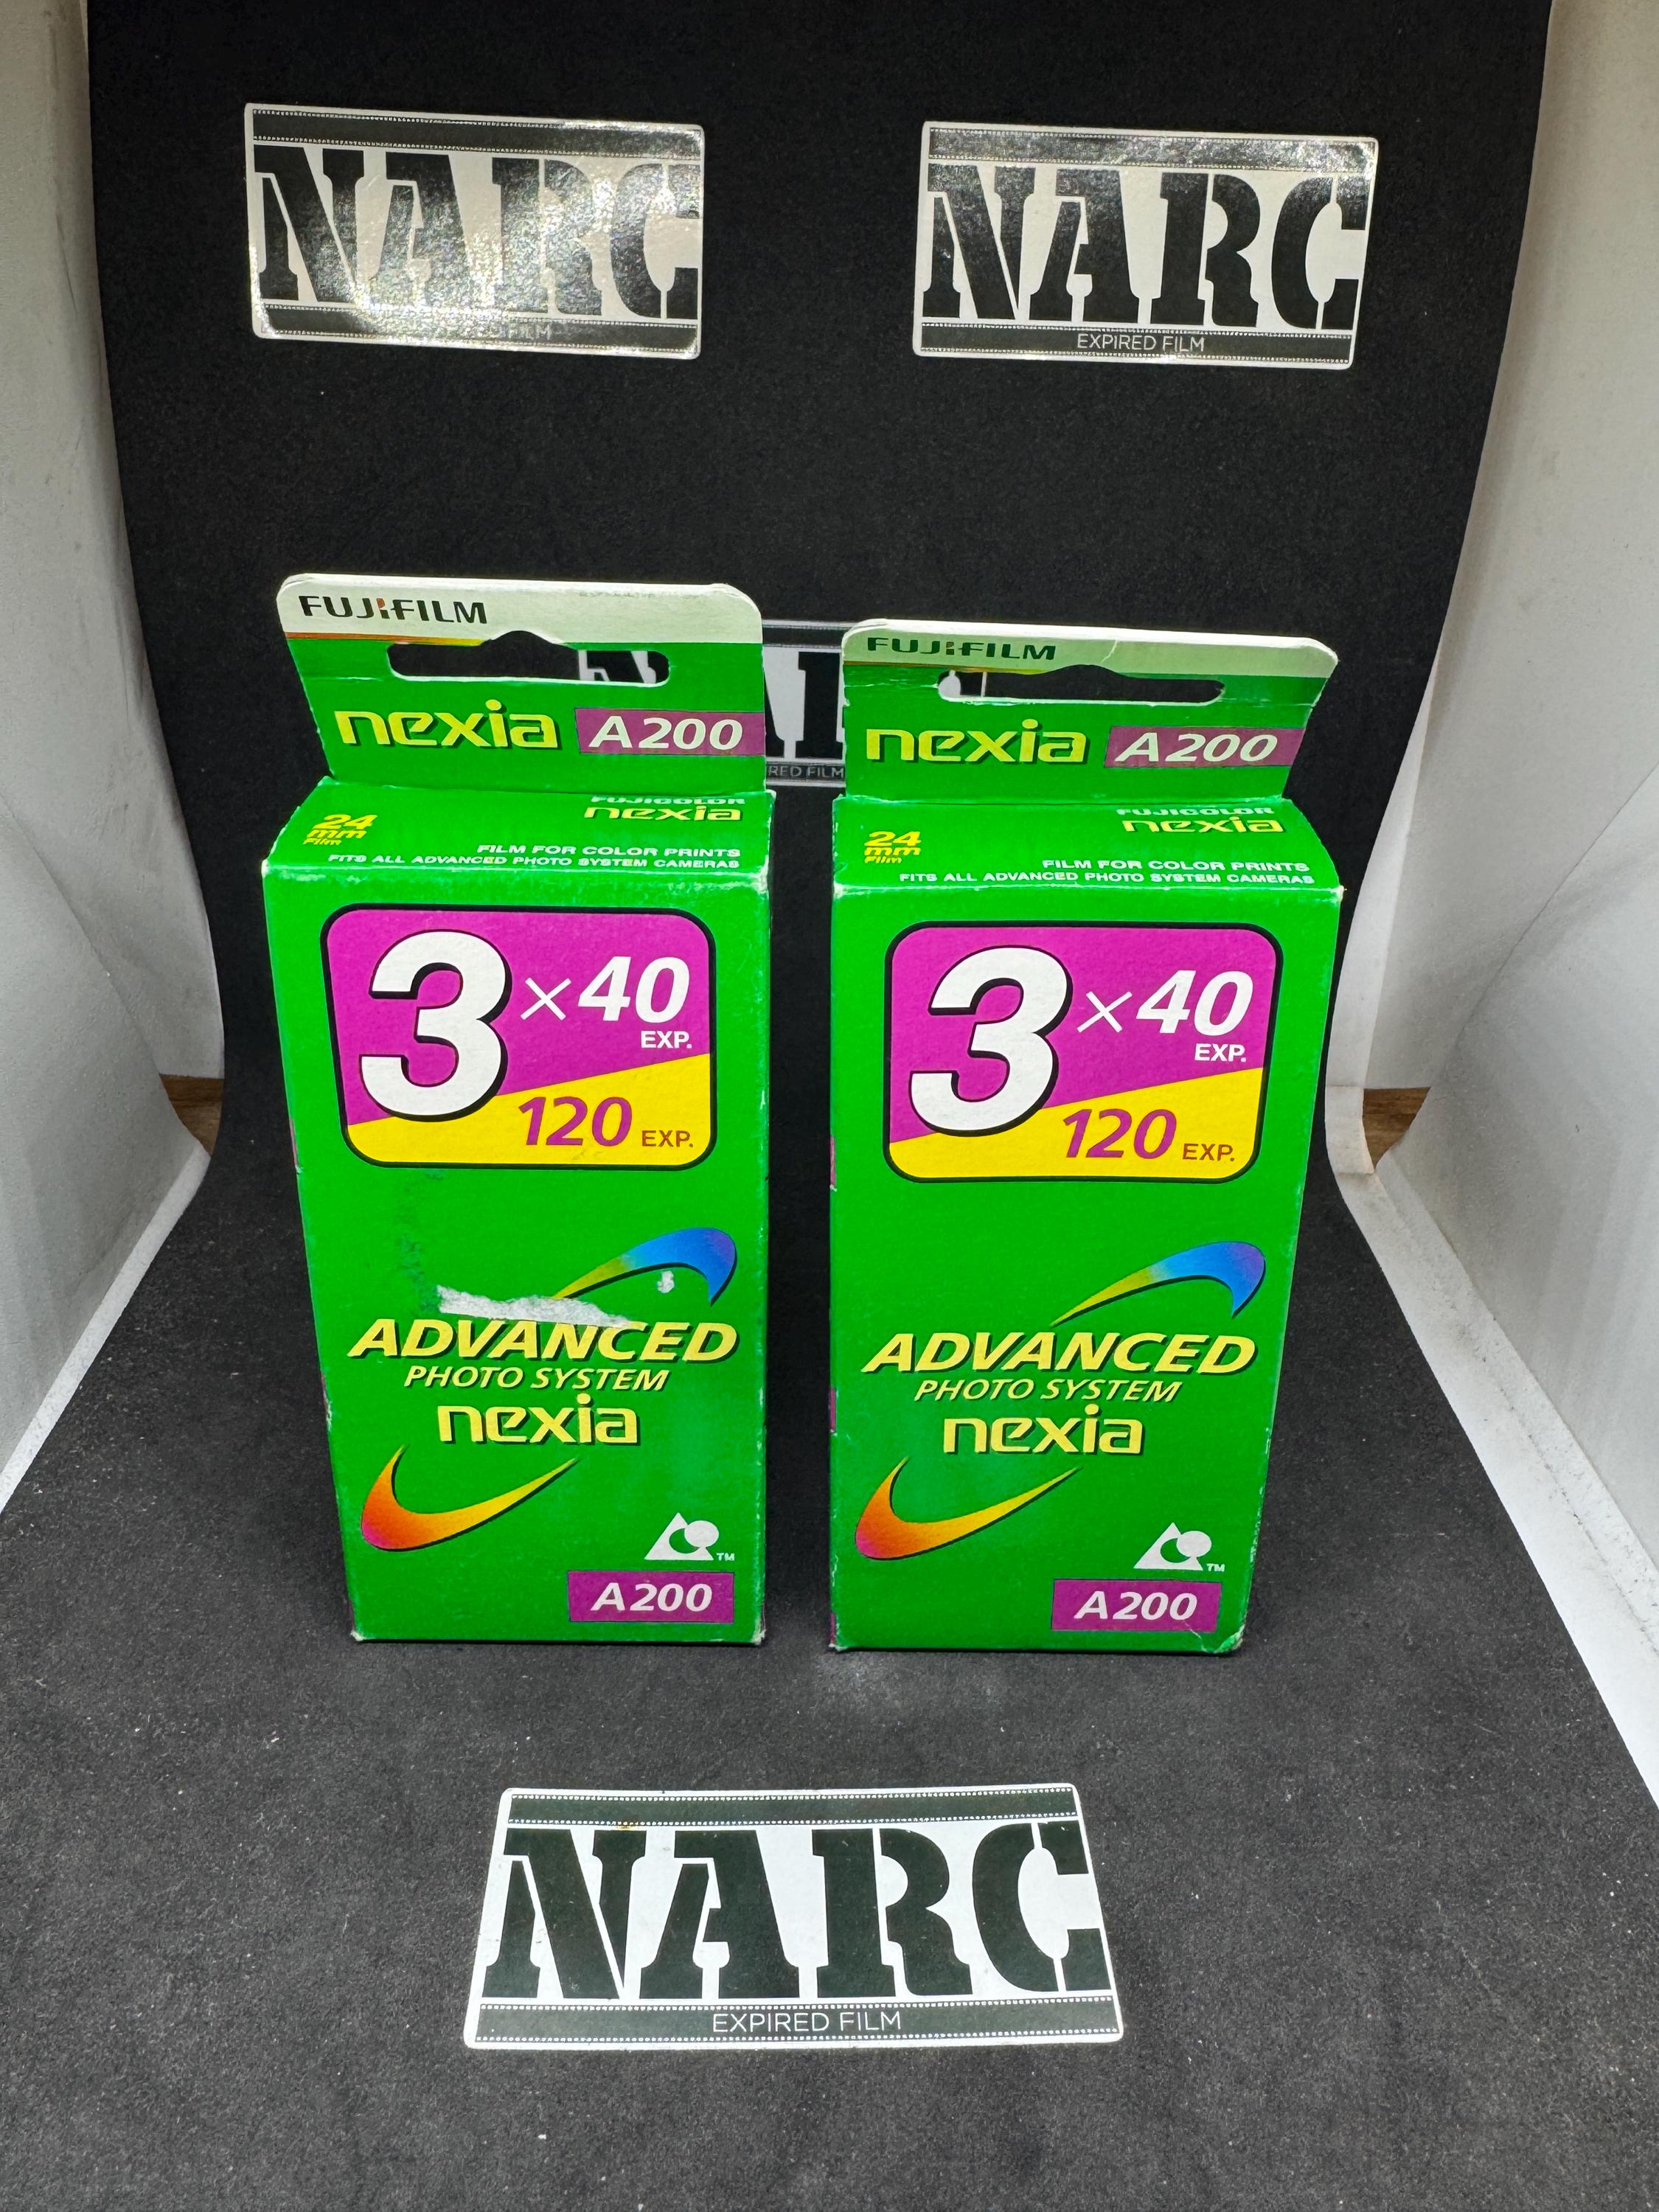 NARC
FILM
NARC
EXPIRED FILM
FUJIFILM
nexia A200
24
mm
Film
FUJICOLOR
nexia
FILM FOR COLOR PRINTS
FITS ALL ADVANCED PHOTO SYSTEM CAMERAS
3 × 40
EXP.
120 EXP.
ADVANCED
PHOTO SYSTEM
nexia
TM
A200
FUJIFILM
nexia A200
24
mm
Film
FUJICOLOR
nexia
FILM FOR COLOR PRINTS
FITS ALL ADVANCED PHOTO SYSTEM CAMERAS
3 × 40
EXP.
120 EXP.
ADVANCED
PHOTO SYSTEM
nexia
TM
A200
NARC
EXPIRED FILM